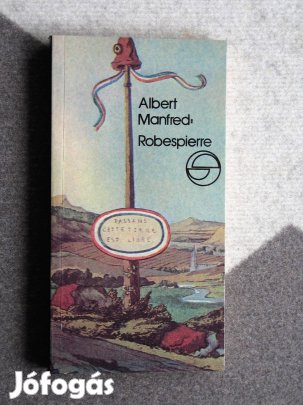 Albert
Manfred:
Robespierre
PASSANS
CETTE TERRE
EST LIBRE
Jófogás